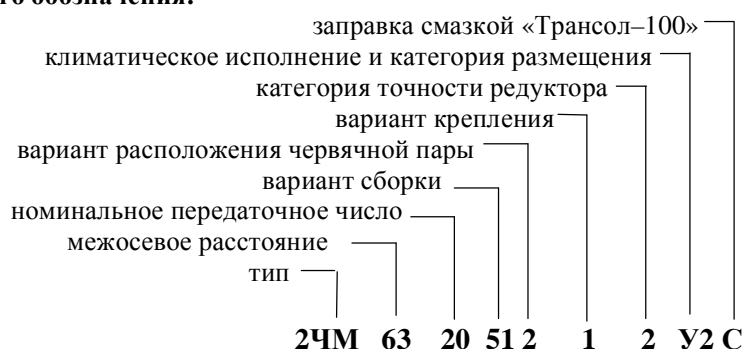 заправка смазкой «Трансол–100»
климатическое исполнение и категория размещения
категория точности редуктора
вариант крепления
вариант расположения червячной пары
вариант сборки
номинальное передаточное число
межосевое расстояние
тип
2ЧМ 63 20 51 2 1 2 У2 С